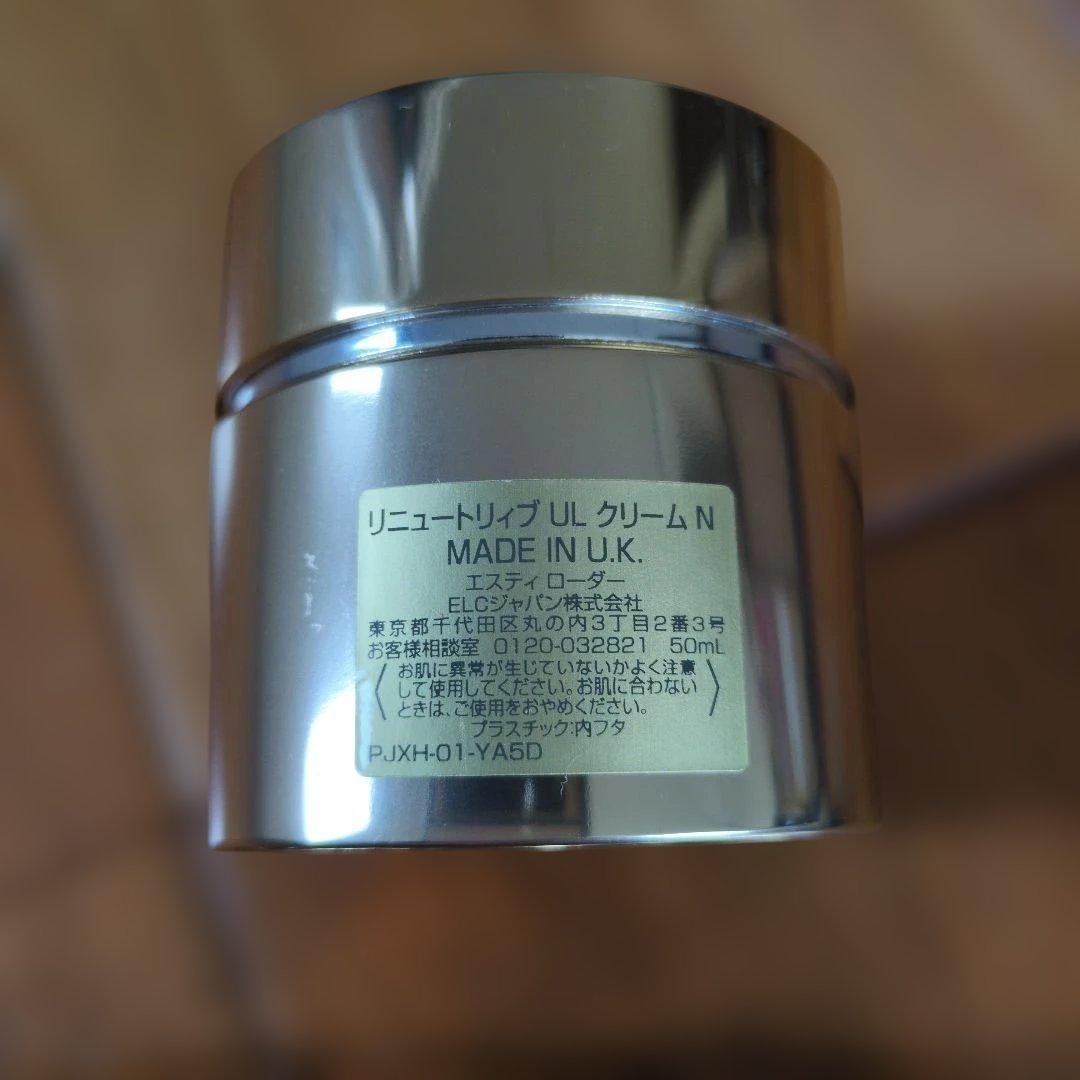 リニュートリィブ UL クリーム N
MADE IN U.K.
エスティ ローダー
ELCジャパン株式会社
東京都千代田区丸の内3丁目2番3号
お客様相談室 0120-032821 50mL
お肌に異常が生じていないかよく注意
して使用してください。お肌に合わない
ときは、ご使用をおやめください。
プラスチック:内フタ
PJXH-01-YA5D